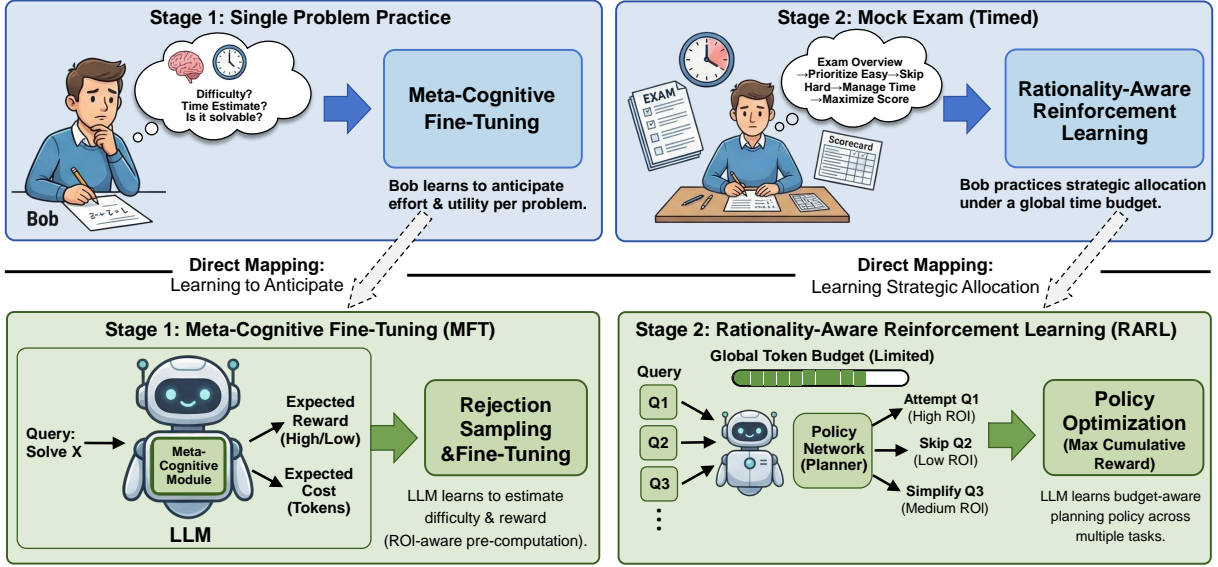 Stage 1: Single Problem Practice
Difficulty?
Time Estimate?
Is it solvable?
Bob
Meta-Cognitive
Fine-Tuning
Bob learns to anticipate
effort & utility per problem.
Stage 2: Mock Exam (Timed)
EXAM
Exam Overview
→Prioritize Easy→Skip
Hard→Manage Time
→Maximize Score
Scorecard
Rationality-Aware
Reinforcement
Learning
Bob practices strategic allocation
under a global time budget.
Direct Mapping:
Learning to Anticipate
Direct Mapping:
Learning Strategic Allocation
Stage 1: Meta-Cognitive Fine-Tuning (MFT)
Query:
Solve X
Meta-
Cognitive
Module
LLM
Expected
Reward
(High/Low)
Expected
Cost
(Tokens)
Rejection
Sampling
&Fine-Tuning
LLM learns to estimate
difficulty & reward
(ROI-aware pre-computation).
Stage 2: Rationality-Aware Reinforcement Learning (RARL)
Global Token Budget (Limited)
Query
Q1
Q2
Q3
Policy
Network
(Planner)
Attempt Q1
(High ROI)
Skip Q2
(Low ROI)
Simplify Q3
(Medium ROI)
Policy
Optimization
(Max Cumulative
Reward)
LLM learns budget-aware
planning policy across
multiple tasks.